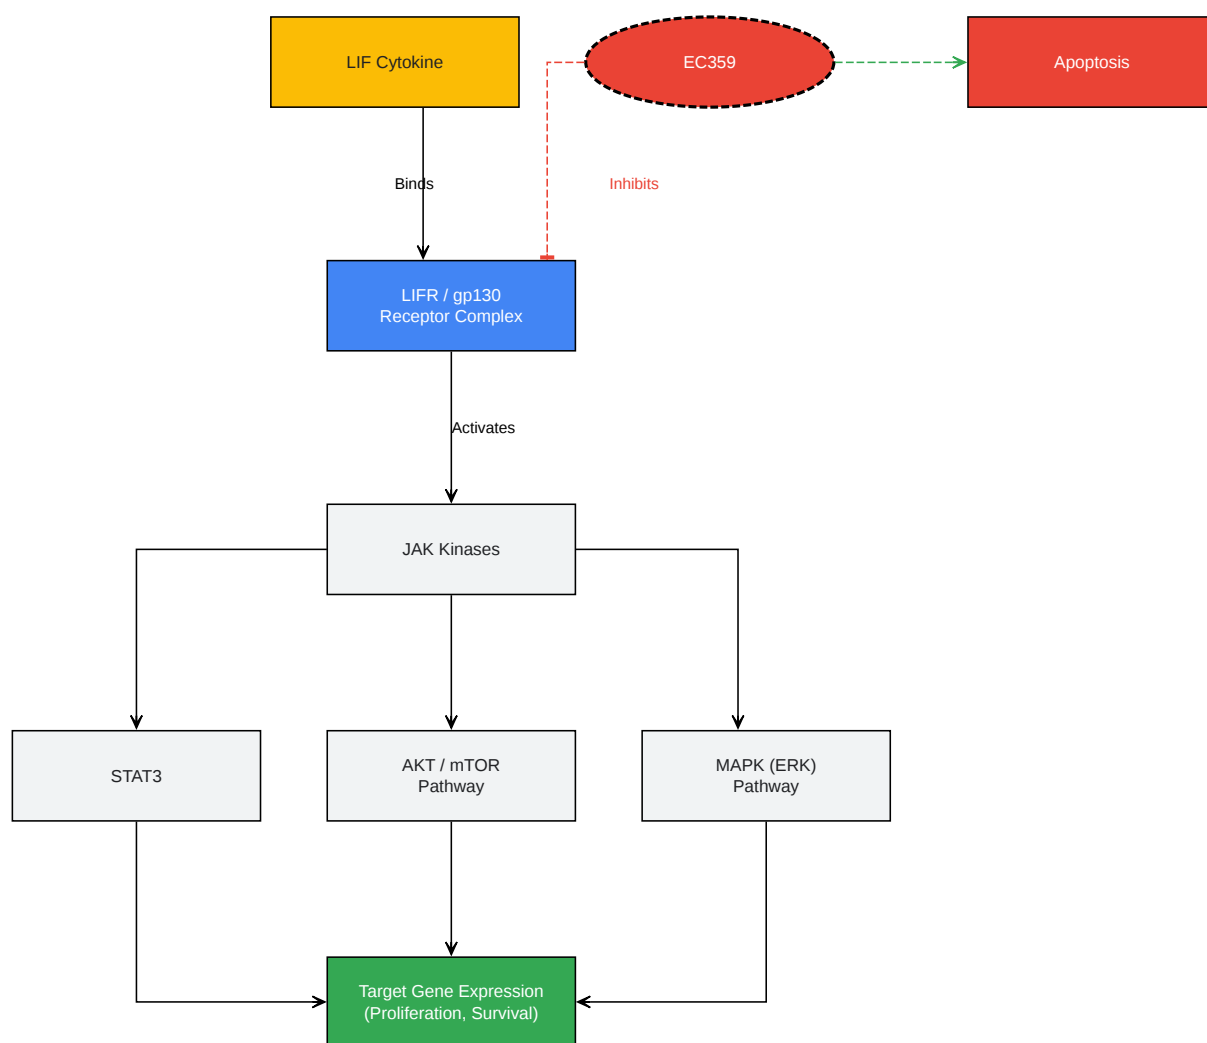 LIF Cytokine
EC359
Apoptosis
Binds
Inhibits
LIFR / gp130
Receptor Complex
Activates
JAK Kinases
STAT3
AKT / mTOR
Pathway
MAPK (ERK)
Pathway
Target Gene Expression
(Proliferation, Survival)